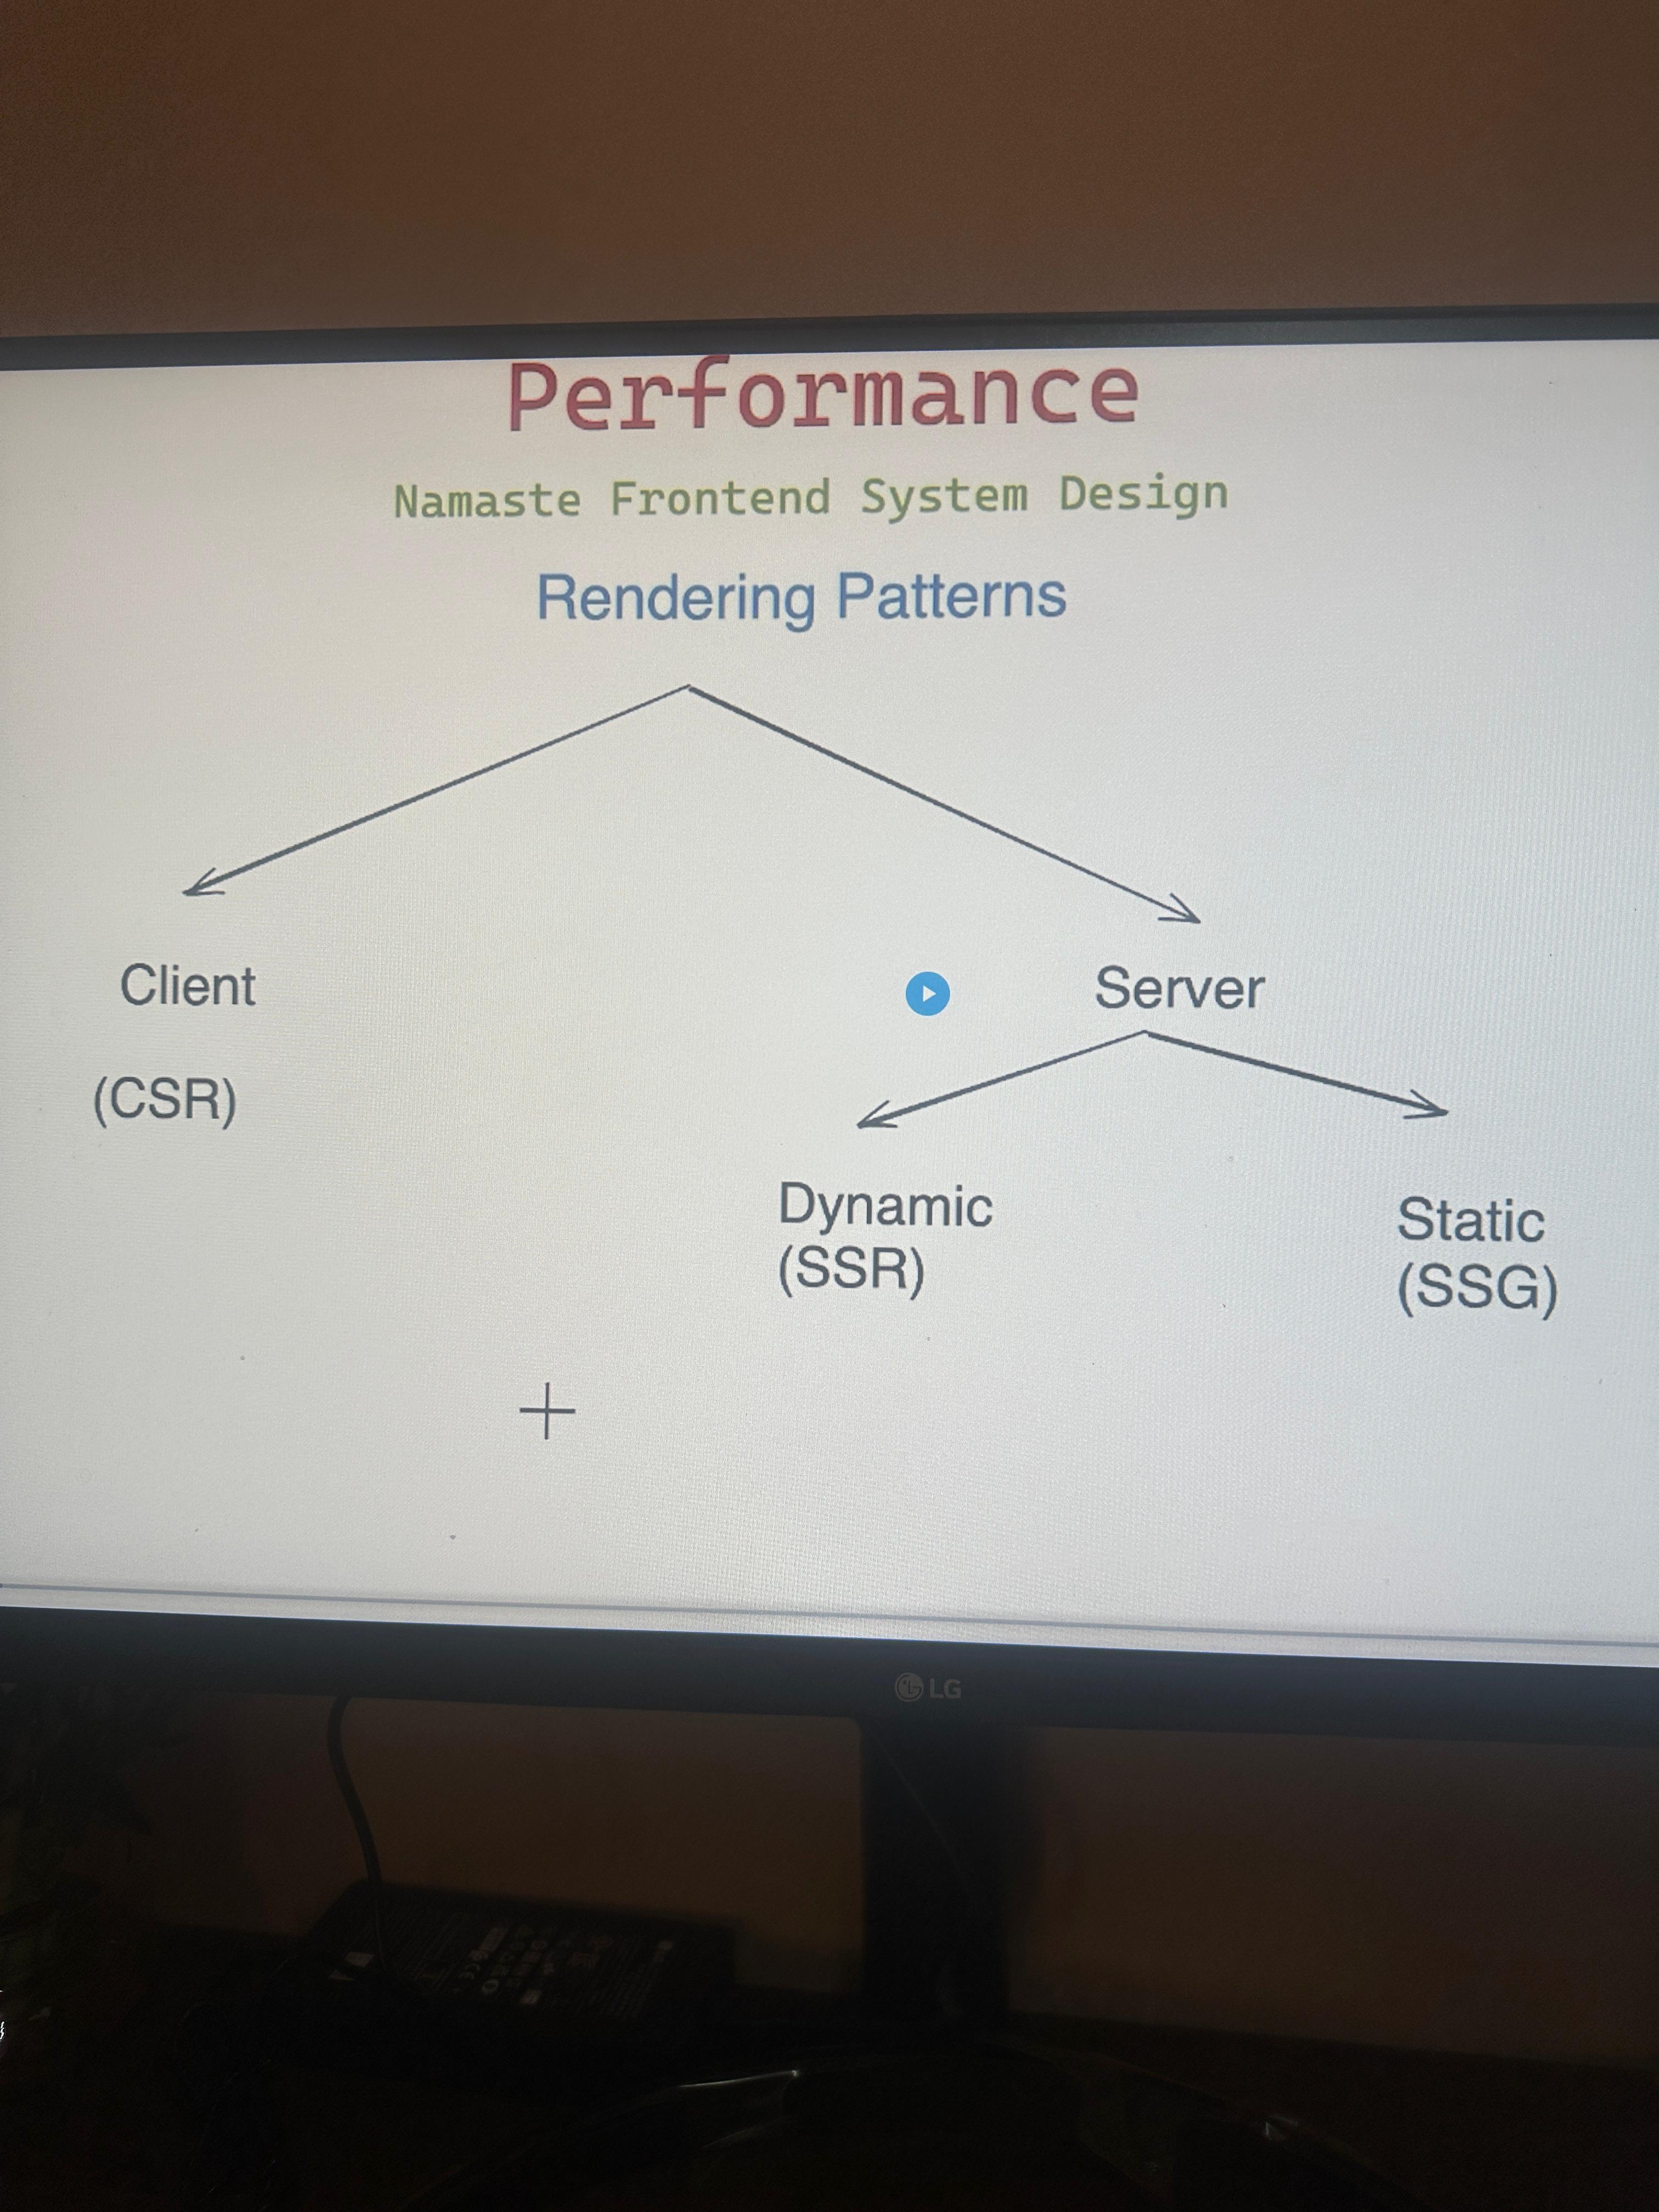 Performance
Namaste Frontend System Design
Rendering Patterns
Client
Server
(CSR)
Dynamic
(SSR)
Static
(SSG)
LG